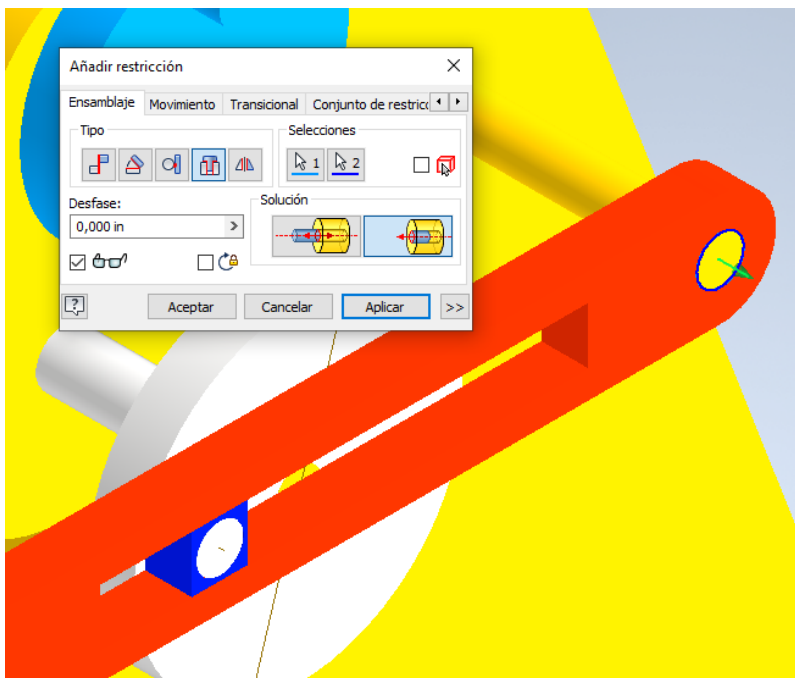 Añadir restricción
Ensamblaje Movimiento Transicional Conjunto de restricc
Tipo
Selecciones
1 2
Desfase:
Solución
0,000 in
Aceptar Cancelar Aplicar >>